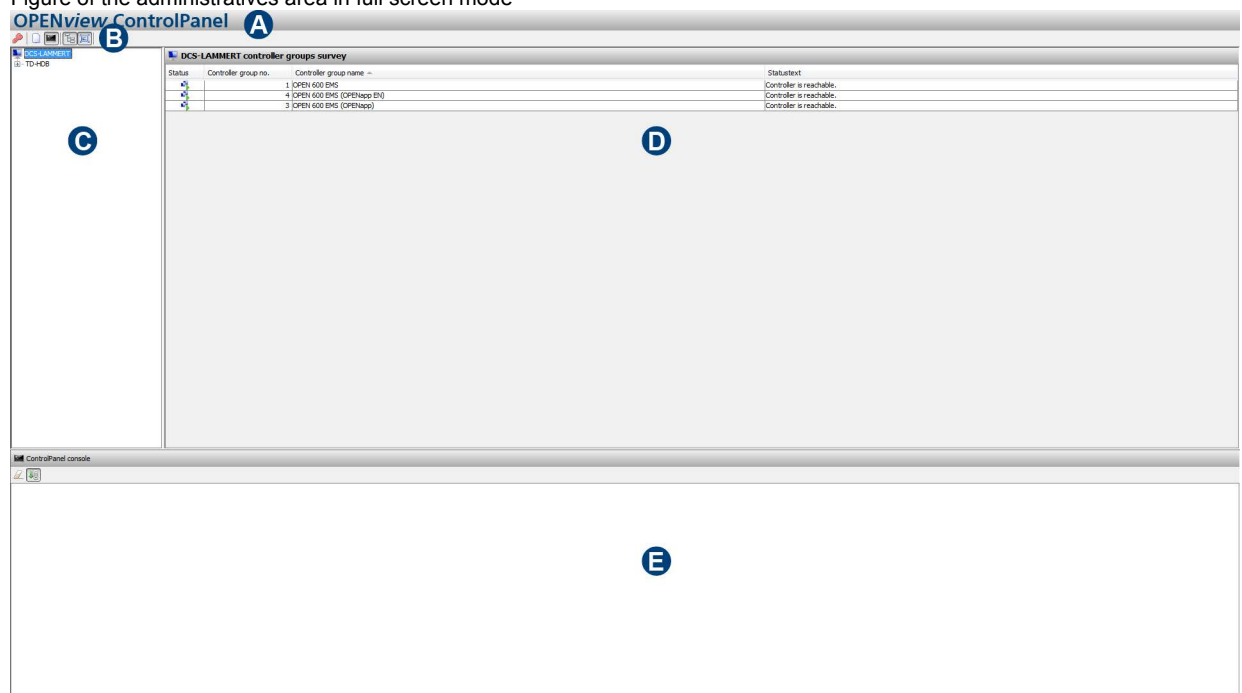 Figure of the administratives area in full screen mode
OPENview ControlPanel
A
B
DCS-LAMMERT
TD-HDB
C
DCS-LAMMERT controller groups survey
Status Controller group no. Controller group name Statustext
1 OPEN 600 EMS Controller is reachable.
4 OPEN 600 EMS (OPENapp EN) Controller is reachable.
3 OPEN 600 EMS (OPENapp) Controller is reachable.
D
ControlPanel console
E